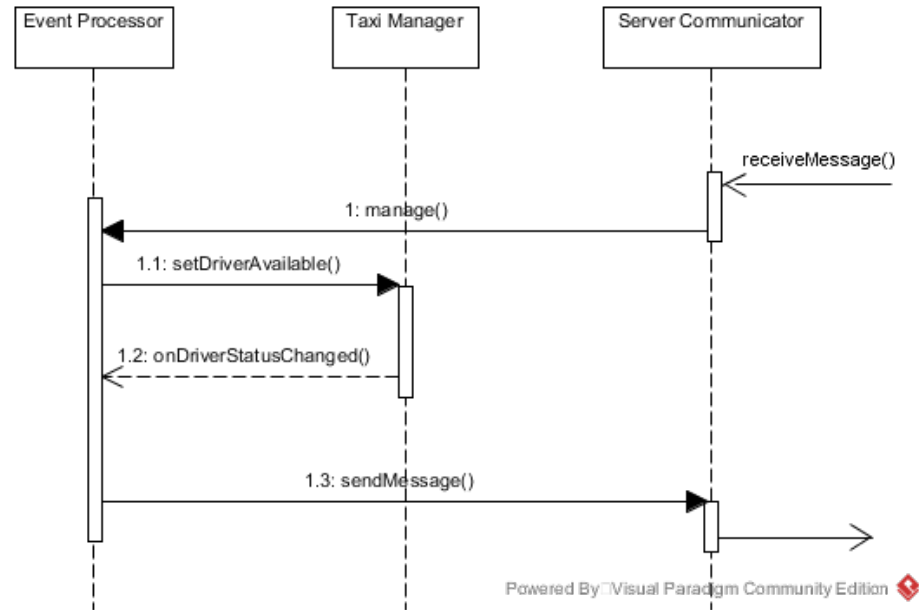 Event Processor
Taxi Manager
Server Communicator
receiveMessage()
1: manage()
1.1: setDriverAvailable()
1.2: onDriverStatusChanged()
1.3: sendMessage()
Powered By Visual Paradigm Community Edition